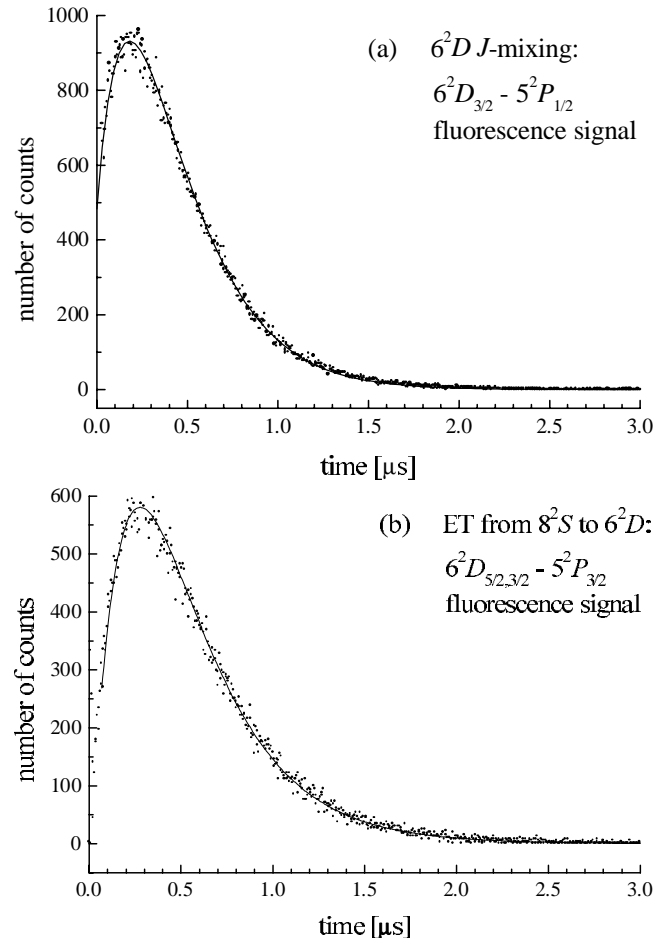 (a) 6²D J-mixing:
6²D3/2 - 5²P1/2
fluorescence signal
number of counts
1000
800
600
400
200
0
0.0 0.5 1.0 1.5 2.0 2.5 3.0
time [µs]
(b) ET from 8²S to 6²D:
6²D5/2,3/2 - 5²P3/2
fluorescence signal
number of counts
600
500
400
300
200
100
0
0.0 0.5 1.0 1.5 2.0 2.5 3.0
time [µs]